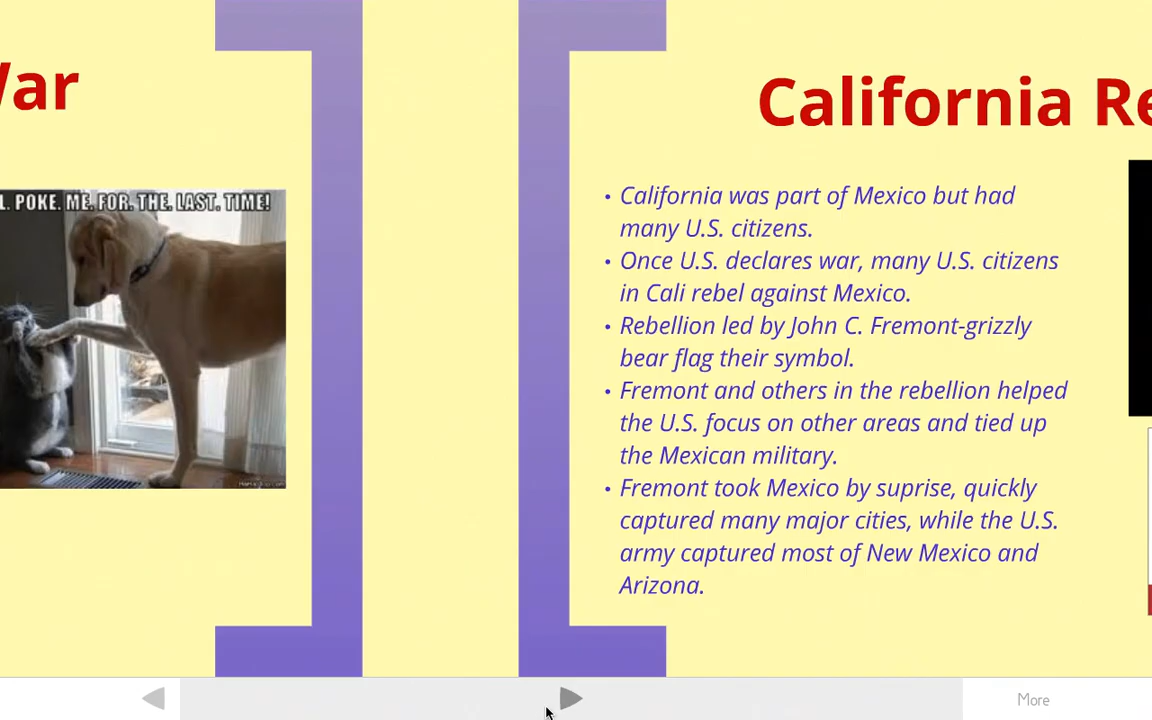 War
L. POKE. ME. FOR. THE. LAST. TIME!
California Re
• California was part of Mexico but had
many U.S. citizens.
• Once U.S. declares war, many U.S. citizens
in Cali rebel against Mexico.
• Rebellion led by John C. Fremont-grizzly
bear flag their symbol.
• Fremont and others in the rebellion helped
the U.S. focus on other areas and tied up
the Mexican military.
• Fremont took Mexico by suprise, quickly
captured many major cities, while the U.S.
army captured most of New Mexico and
Arizona.
More